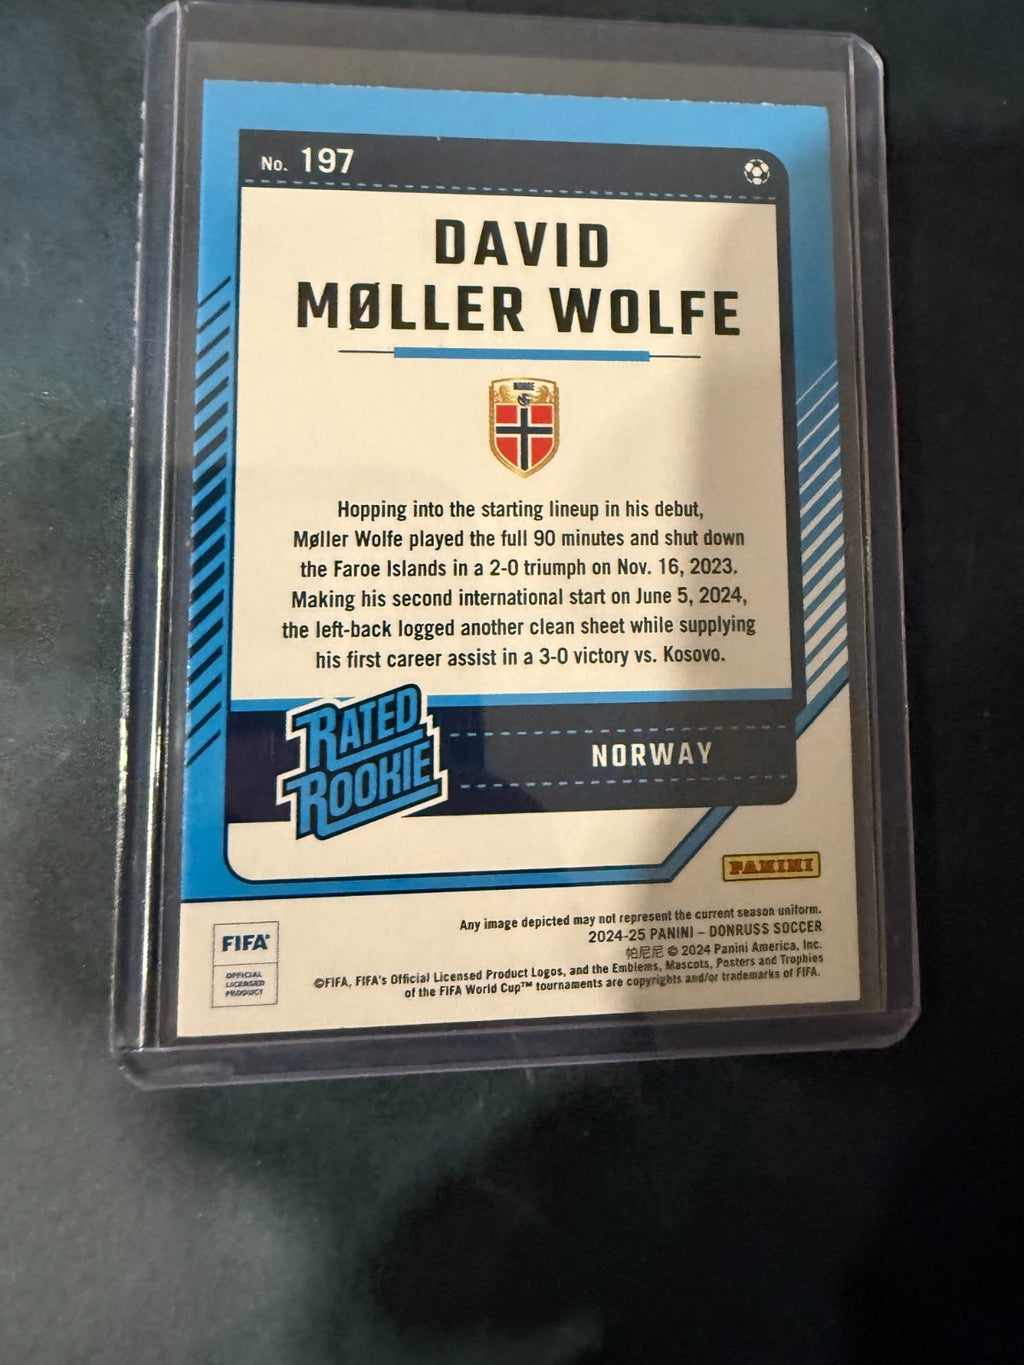 No. 197
DAVID
MØLLER WOLFE
NORGE
Hopping into the starting lineup in his debut,
Møller Wolfe played the full 90 minutes and shut down
the Faroe Islands in a 2-0 triumph on Nov. 16, 2023.
Making his second international start on June 5, 2024,
the left-back logged another clean sheet while supplying
his first career assist in a 3-0 victory vs. Kosovo.
RATED
ROOKIE
NORWAY
PANINI
Any image depicted may not represent the current season uniform.
2024-25 PANINI – DONRUSS SOCCER
帕尼尼 © 2024 Panini America, Inc.
©FIFA, FIFA's Official Licensed Product Logos, and the Emblems, Mascots, Posters and Trophies
of the FIFA World Cup™ tournaments are copyrights and/or trademarks of FIFA.
FIFA®
OFFICIAL
LICENSED
PRODUCT